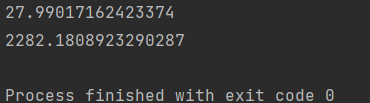 27.99017162423374
2282.1808923290287
Process finished with exit code 0